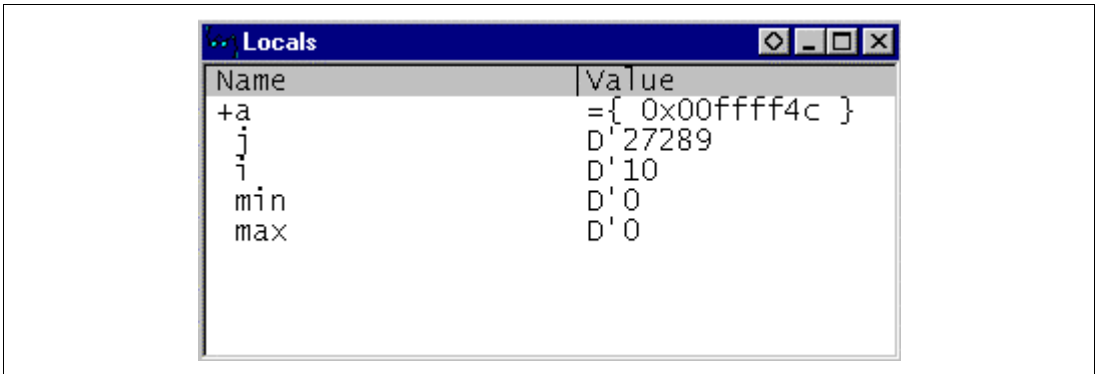 Locals
Name Value
+a ={ 0x00ffff4c }
j D'27289
i D'10
min D'0
max D'0